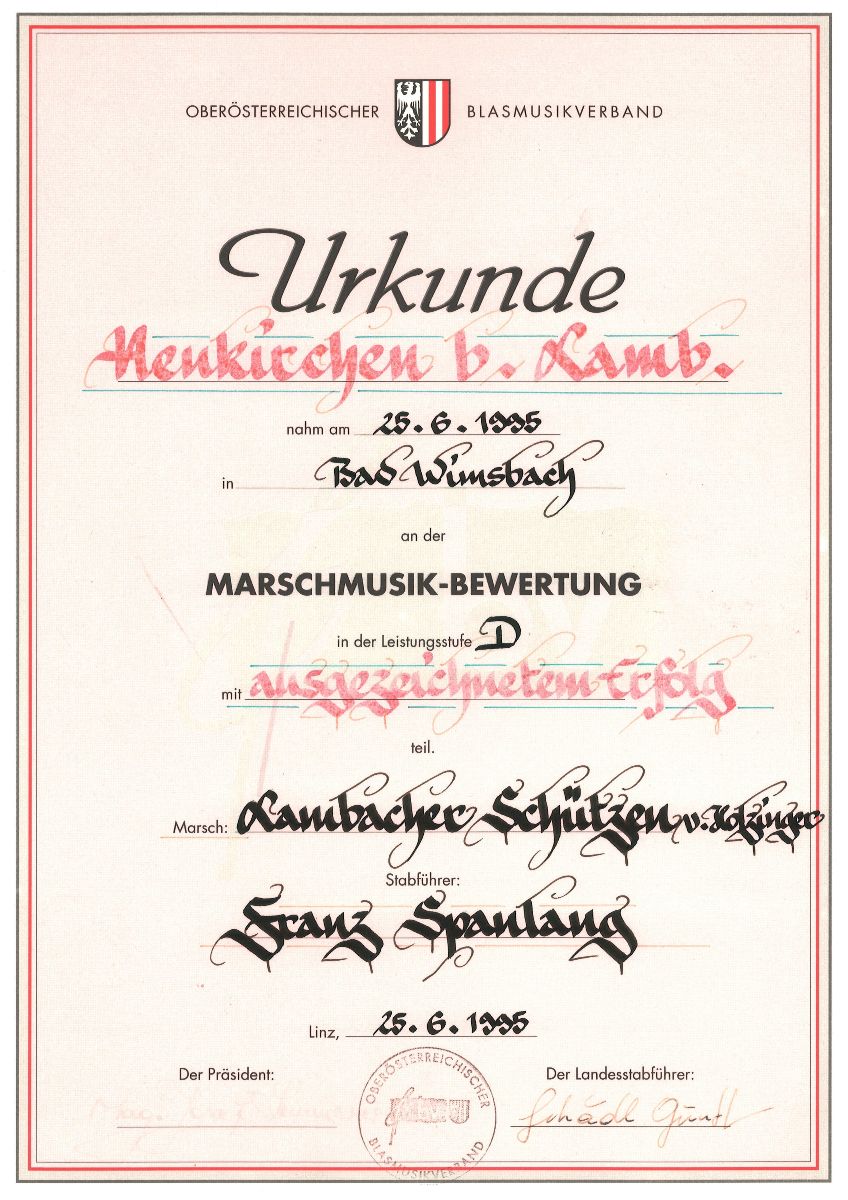 OBERÖSTERREICHISCHER BLASMUSIKVERBAND
Urkunde
Neukirchen b. Lamb.
nahm am 25.6.1995
in Bad Wimsbach
an der
MARSCHMUSIK-BEWERTUNG
in der Leistungsstufe D
mit ausgezeichnetem Erfolg
teil.
Marsch: Lambacher Schützen v. Holzinger
Stabführer:
Franz Spanlang
Linz, 25.6.1995
Der Präsident: Der Landesstabführer:
OBERÖSTERREICHISCHER
BLASMUSIKVERBAND